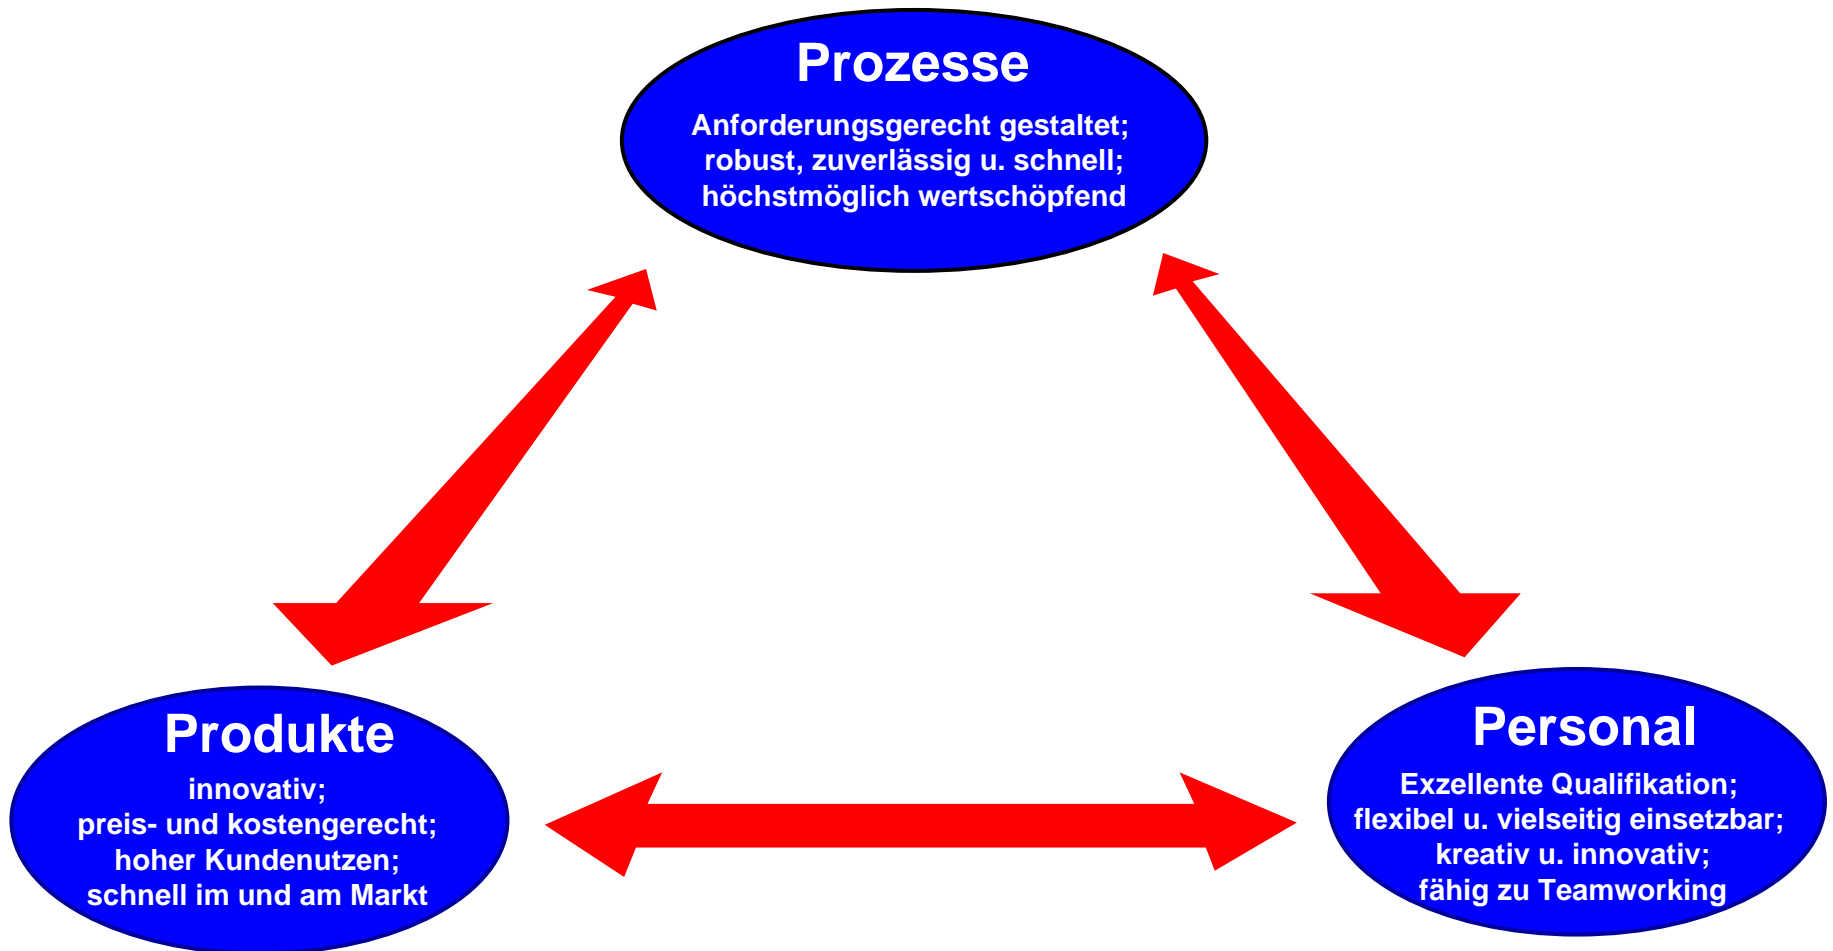 Prozesse
Anforderungsgerecht gestaltet;
robust, zuverlässig u. schnell;
höchstmöglich wertschöpfend
Produkte
innovativ;
preis- und kostengerecht;
hoher Kundenutzen;
schnell im und am Markt
Personal
Exzellente Qualifikation;
flexibel u. vielseitig einsetzbar;
kreativ u. innovativ;
fähig zu Teamworking